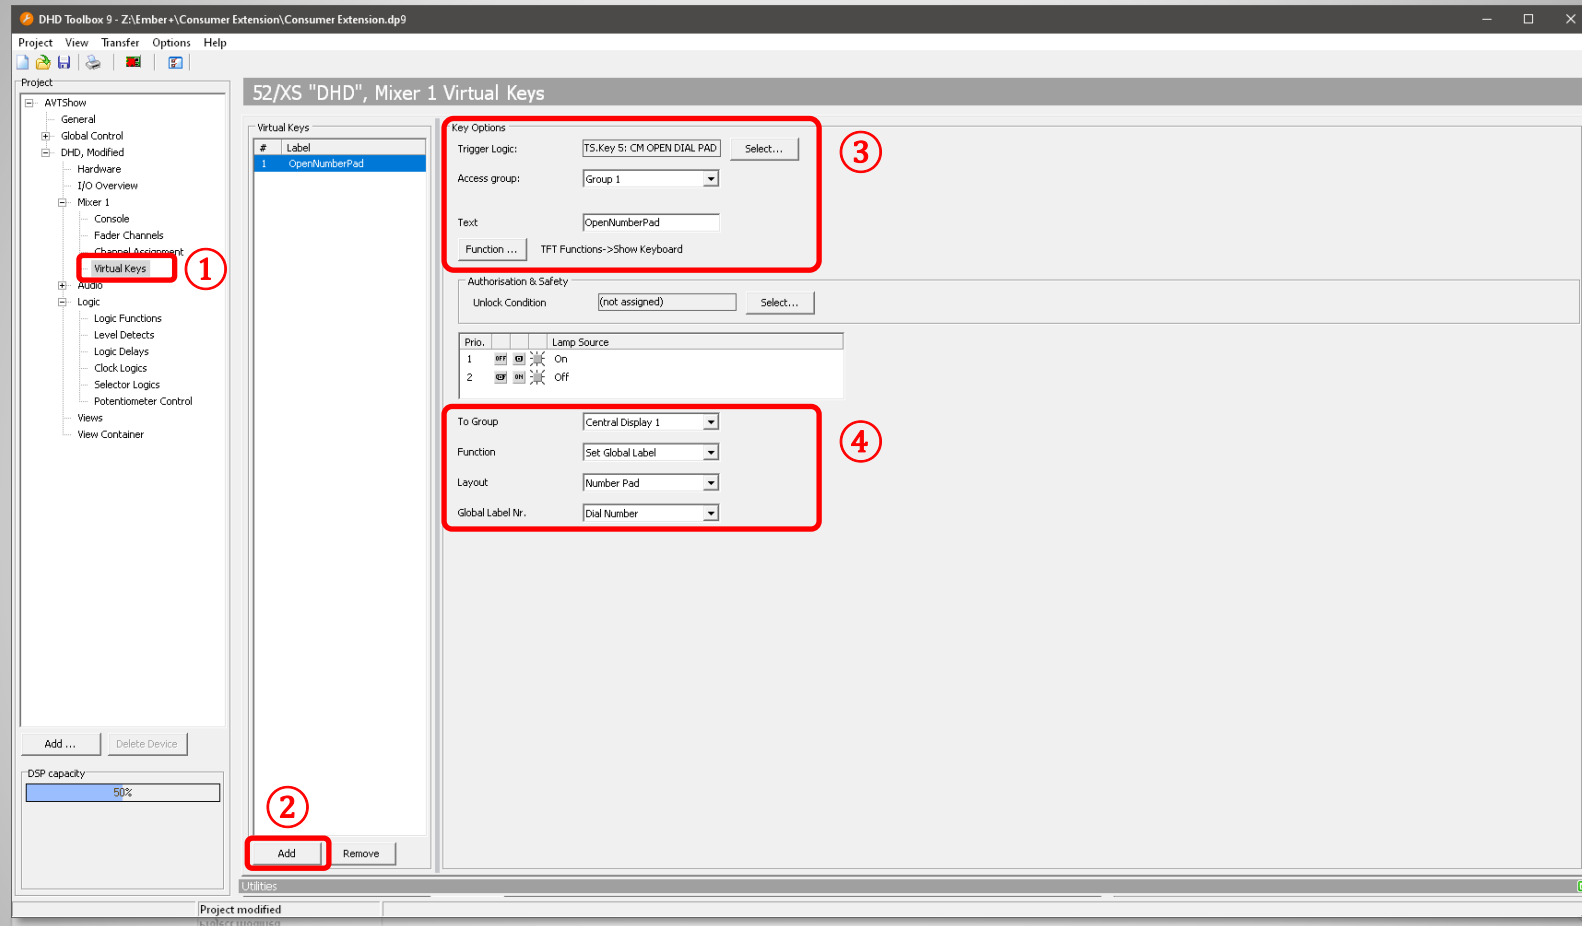 DHD Toolbox 9 - Z:\Ember+\Consumer Extension\Consumer Extension.dp9
Project View Transfer Options Help
Project
AVTShow
General
Global Control
DHD, Modified
Hardware
I/O Overview
Mixer 1
Console
Fader Channels
Channel Assignment
Virtual Keys
1
Audio
Logic
Logic Functions
Level Detects
Logic Delays
Clock Logics
Selector Logics
Potentiometer Control
Views
View Container
Add ...
Delete Device
DSP capacity
50%
52/XS "DHD", Mixer 1 Virtual Keys
Virtual Keys
# Label
1 OpenNumberPad
2
Add
Remove
Key Options
3
Trigger Logic: TS.Key 5: CM OPEN DIAL PAD Select...
Access group: Group 1
Text OpenNumberPad
Function ... TFT Functions->Show Keyboard
Authorisation & Safety
Unlock Condition (not assigned) Select...
Prio. Lamp Source
1 OFF On
2 ON Off
To Group Central Display 1
4
Function Set Global Label
Layout Number Pad
Global Label Nr. Dial Number
Utilities
Project modified